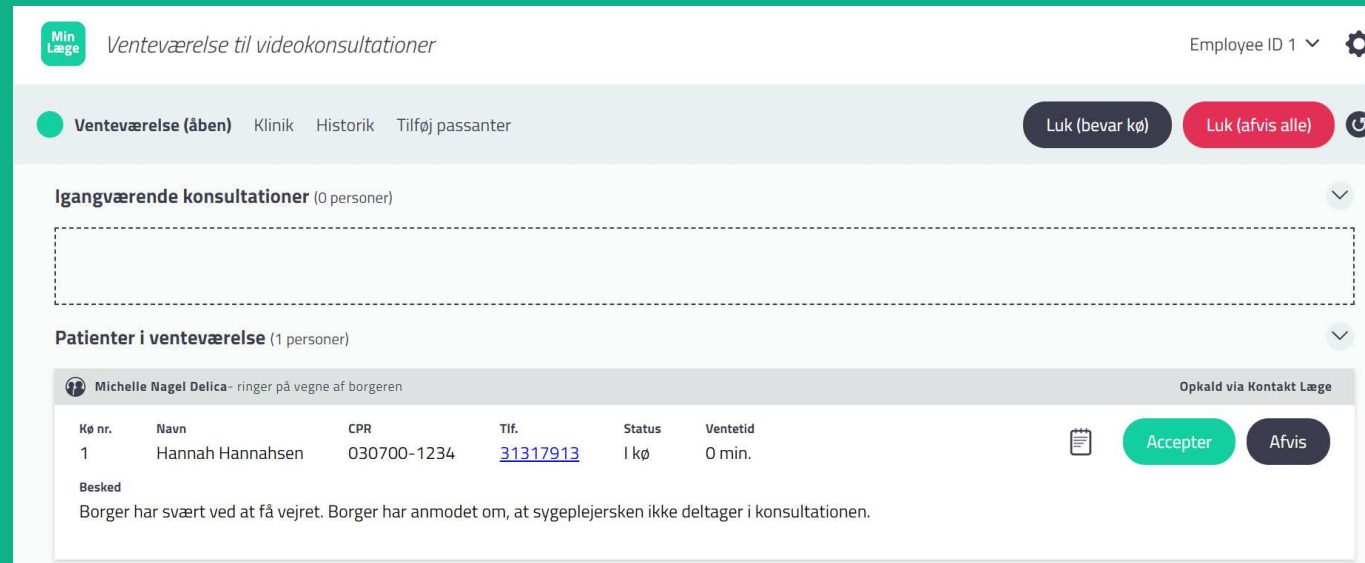 Min
Læge
Venteværelse til videokonsultationer
Employee ID 1
Venteværelse (åben) Klinik Historik Tilføj passanter
Luk (bevar kø) Luk (afvis alle)
Igangværende konsultationer (0 personer)
Patienter i venteværelse (1 personer)
Michelle Nagel Delica- ringer på vegne af borgeren Opkald via Kontakt Læge
Kø nr. Navn CPR Tlf. Status Ventetid
1 Hannah Hannahsen 030700-1234 31317913 I kø 0 min.
Accepter Afvis
Besked
Borger har svært ved at få vejret. Borger har anmodet om, at sygeplejersken ikke deltager i konsultationen.